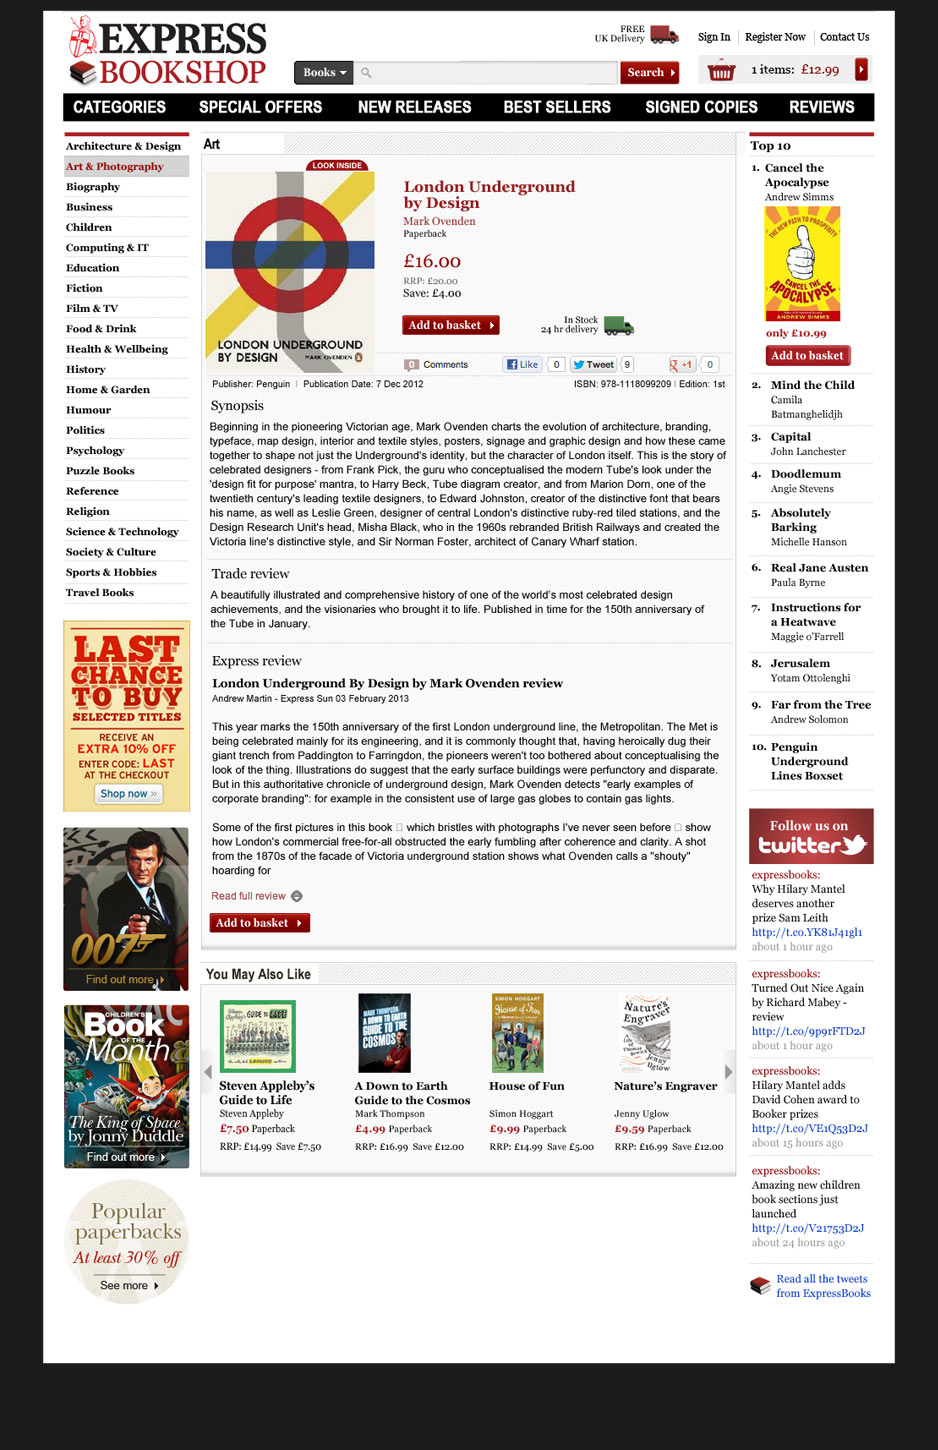 EXPRESS
BOOKSHOP
FREE
UK Delivery
Sign In
Register Now
Contact Us
Books
Search
1 items: £12.99
CATEGORIES
SPECIAL OFFERS
NEW RELEASES
BEST SELLERS
SIGNED COPIES
REVIEWS
Architecture & Design
Art & Photography
Biography
Business
Children
Computing & IT
Education
Fiction
Film & TV
Food & Drink
Health & Wellbeing
History
Home & Garden
Humour
Politics
Psychology
Puzzle Books
Reference
Religion
Science & Technology
Society & Culture
Sports & Hobbies
Travel Books
LAST
CHANCE
TO BUY
SELECTED TITLES
RECEIVE AN
EXTRA 10% OFF
ENTER CODE: LAST
AT THE CHECKOUT
Shop now »
007
Find out more
CHILDREN'S
Book
OF THE
Month
The King of Space
by Jonny Duddle
Find out more
Popular
paperbacks
At least 30% off
See more
Art
LOOK INSIDE
LONDON UNDERGROUND
BY DESIGN
MARK OVENDEN
London Underground
by Design
Mark Ovenden
Paperback
£16.00
RRP: £20.00
Save: £4.00
Add to basket
In Stock
24 hr delivery
0 Comments
Like 0
Tweet 9
+1 0
Publisher: Penguin | Publication Date: 7 Dec 2012
ISBN: 978-1118099209 | Edition: 1st
Synopsis
Beginning in the pioneering Victorian age, Mark Ovenden charts the evolution of architecture, branding,
typeface, map design, interior and textile styles, posters, signage and graphic design and how these came
together to shape not just the Underground's identity, but the character of London itself. This is the story of
celebrated designers - from Frank Pick, the guru who conceptualised the modern Tube's look under the
'design fit for purpose' mantra, to Harry Beck, Tube diagram creator, and from Marion Dorn, one of the
twentieth century's leading textile designers, to Edward Johnston, creator of the distinctive font that bears
his name, as well as Leslie Green, designer of central London's distinctive ruby-red tiled stations, and the
Design Research Unit's head, Misha Black, who in the 1960s rebranded British Railways and created the
Victoria line's distinctive style, and Sir Norman Foster, architect of Canary Wharf station.
Trade review
A beautifully illustrated and comprehensive history of one of the world's most celebrated design
achievements, and the visionaries who brought it to life. Published in time for the 150th anniversary of
the Tube in January.
Express review
London Underground By Design by Mark Ovenden review
Andrew Martin - Express Sun 03 February 2013
This year marks the 150th anniversary of the first London underground line, the Metropolitan. The Met is
being celebrated mainly for its engineering, and it is commonly thought that, having heroically dug their
giant trench from Paddington to Farringdon, the pioneers weren't too bothered about conceptualising the
look of the thing. Illustrations do suggest that the early surface buildings were perfunctory and disparate.
But in this authoritative chronicle of underground design, Mark Ovenden detects "early examples of
corporate branding": for example in the consistent use of large gas globes to contain gas lights.
Some of the first pictures in this book □ which bristles with photographs I've never seen before □ show
how London's commercial free-for-all obstructed the early fumbling after coherence and clarity. A shot
from the 1870s of the facade of Victoria underground station shows what Ovenden calls a "shouty"
hoarding for
Read full review
Add to basket
You May Also Like
Guide to LIFE
MARK THOMPSON:
A DOWN TO EARTH
GUIDE TO THE
COSMOS
SIMON HOGGART
House of Fun
Nature's
Engraver
Steven Appleby's
Guide to Life
Steven Appleby
£7.50 Paperback
RRP: £14.99 Save £7.50
A Down to Earth
Guide to the Cosmos
Mark Thompson
£4.99 Paperback
RRP: £16.99 Save £12.00
House of Fun
Simon Hoggart
£9.99 Paperback
RRP: £14.99 Save £5.00
Nature's Engraver
Jenny Uglow
£9.59 Paperback
RRP: £16.99 Save £12.00
Top 10
1. Cancel the
Apocalypse
Andrew Simms
THE NEW PATH TO PROSPERITY
CANCEL THE
APOCALYPSE
ANDREW SIMMS
only £10.99
Add to basket
2. Mind the Child
Camila
Batmanghelidjh
3. Capital
John Lanchester
4. Doodlemum
Angie Stevens
5. Absolutely
Barking
Michelle Hanson
6. Real Jane Austen
Paula Byrne
7. Instructions for
a Heatwave
Maggie o'Farrell
8. Jerusalem
Yotam Ottolenghi
9. Far from the Tree
Andrew Solomon
10. Penguin
Underground
Lines Boxset
Follow us on
twitter
expressbooks:
Why Hilary Mantel
deserves another
prize Sam Leith
http://t.co.YK81J41gl1
about 1 hour ago
expressbooks:
Turned Out Nice Again
by Richard Mabey -
review
http://t.co/9p9rFTD2J
about 1 hour ago
expressbooks:
Hilary Mantel adds
David Cohen award to
Booker prizes
http://t.co/VE1Q53D2J
about 15 hours ago
expressbooks:
Amazing new children
book sections just
launched
http://t.co/V21753D2J
about 24 hours ago
Read all the tweets
from ExpressBooks